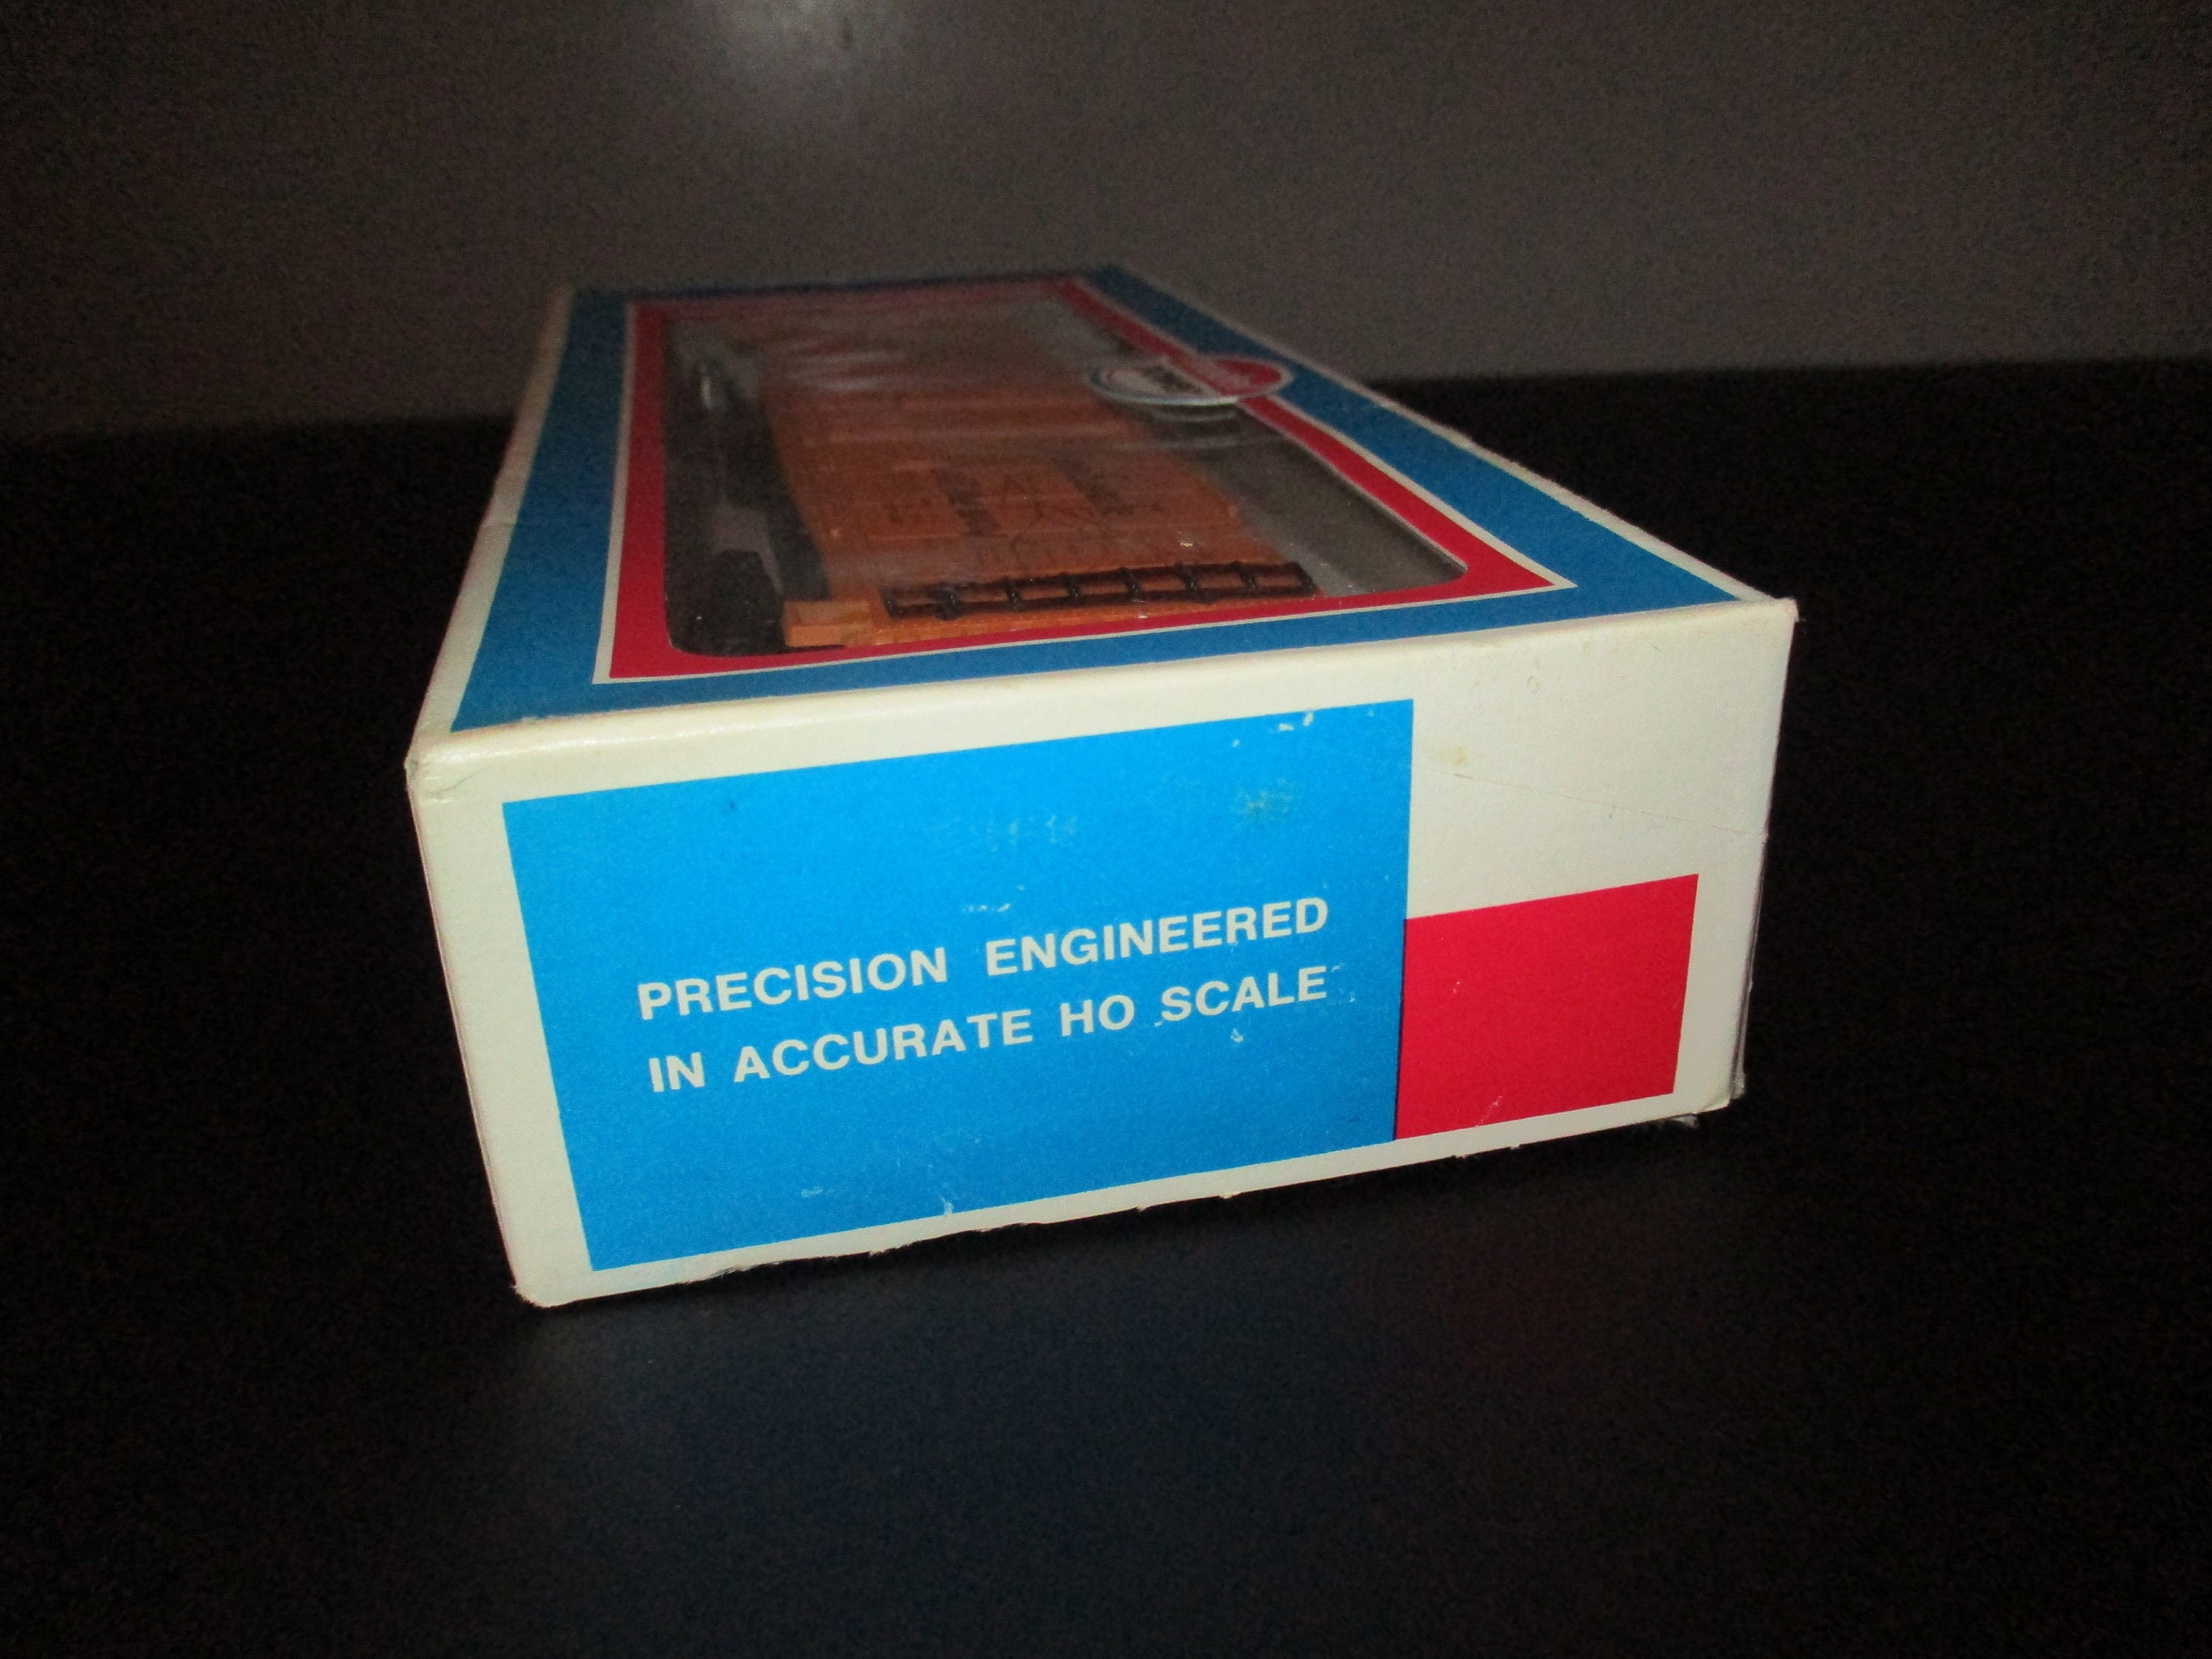 PRECISION ENGINEERED
IN ACCURATE HO SCALE